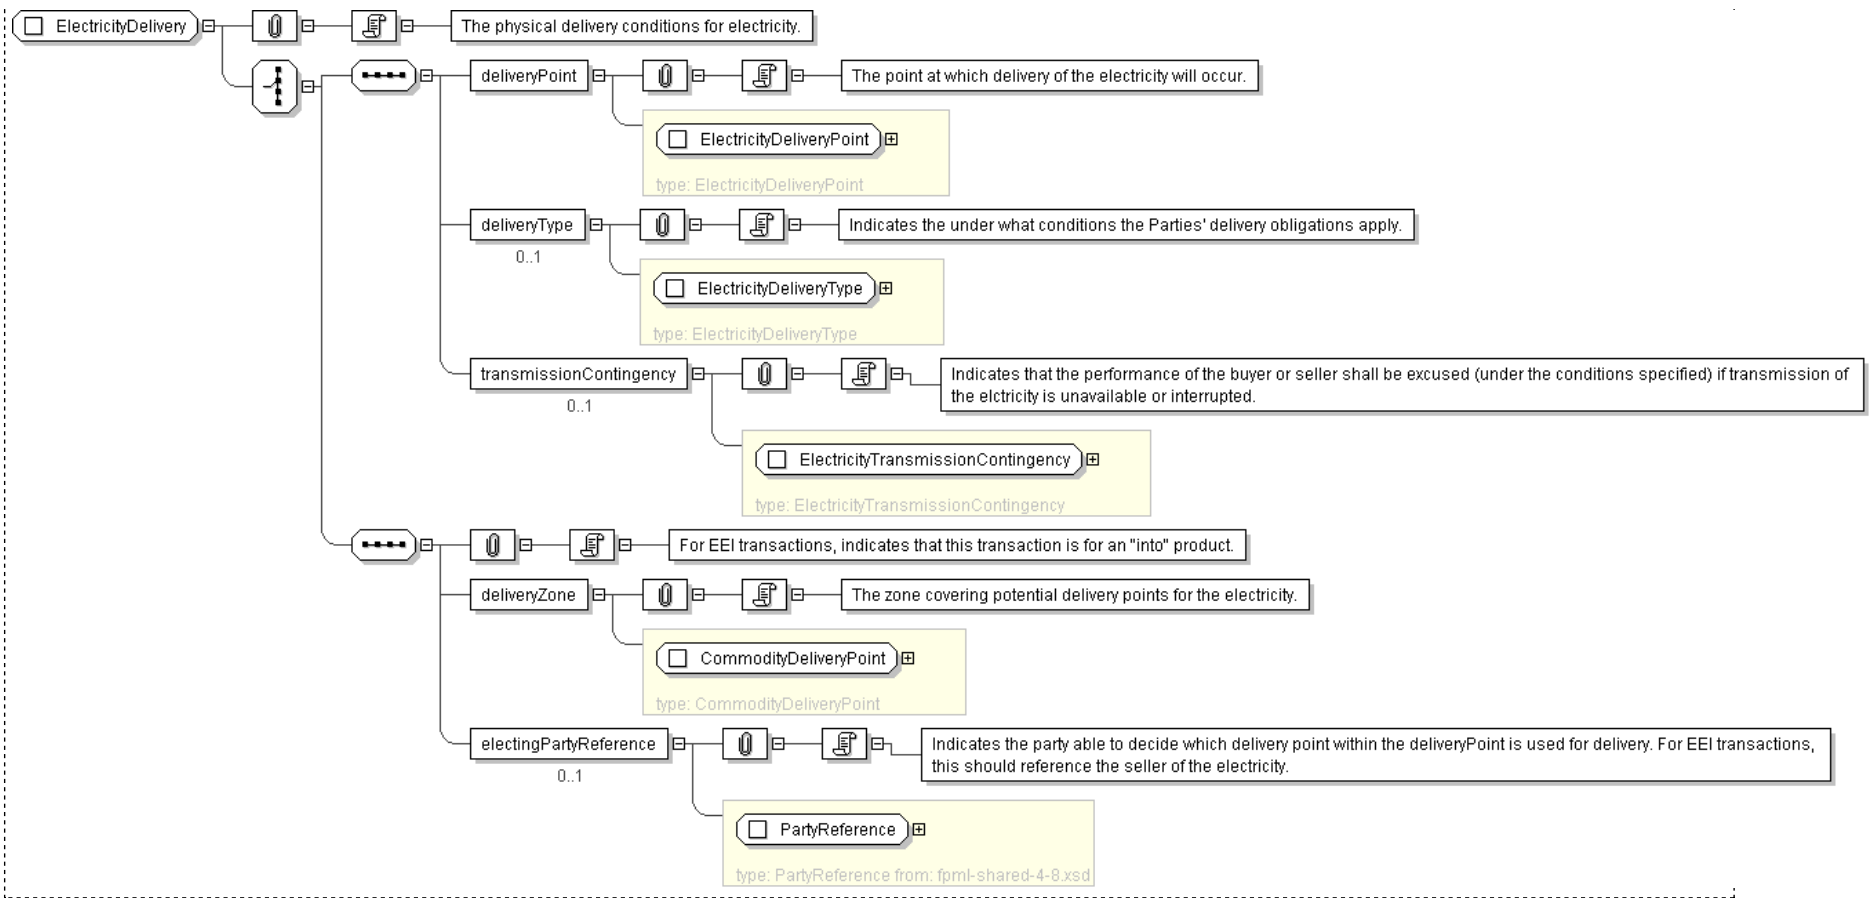 ElectricityDelivery
The physical delivery conditions for electricity.
deliveryPoint
The point at which delivery of the electricity will occur.
ElectricityDeliveryPoint
type: ElectricityDeliveryPoint
deliveryType
Indicates the under what conditions the Parties' delivery obligations apply.
0..1
ElectricityDeliveryType
type: ElectricityDeliveryType
transmissionContingency
Indicates that the performance of the buyer or seller shall be excused (under the conditions specified) if transmission of
the elctricity is unavailable or interrupted.
0..1
ElectricityTransmissionContingency
type: ElectricityTransmissionContingency
For EEI transactions, indicates that this transaction is for an "into" product.
deliveryZone
The zone covering potential delivery points for the electricity.
CommodityDeliveryPoint
type: CommodityDeliveryPoint
electingPartyReference
Indicates the party able to decide which delivery point within the deliveryPoint is used for delivery. For EEI transactions,
this should reference the seller of the electricity.
0..1
PartyReference
type: PartyReference from: fpml-shared-4-8.xsd